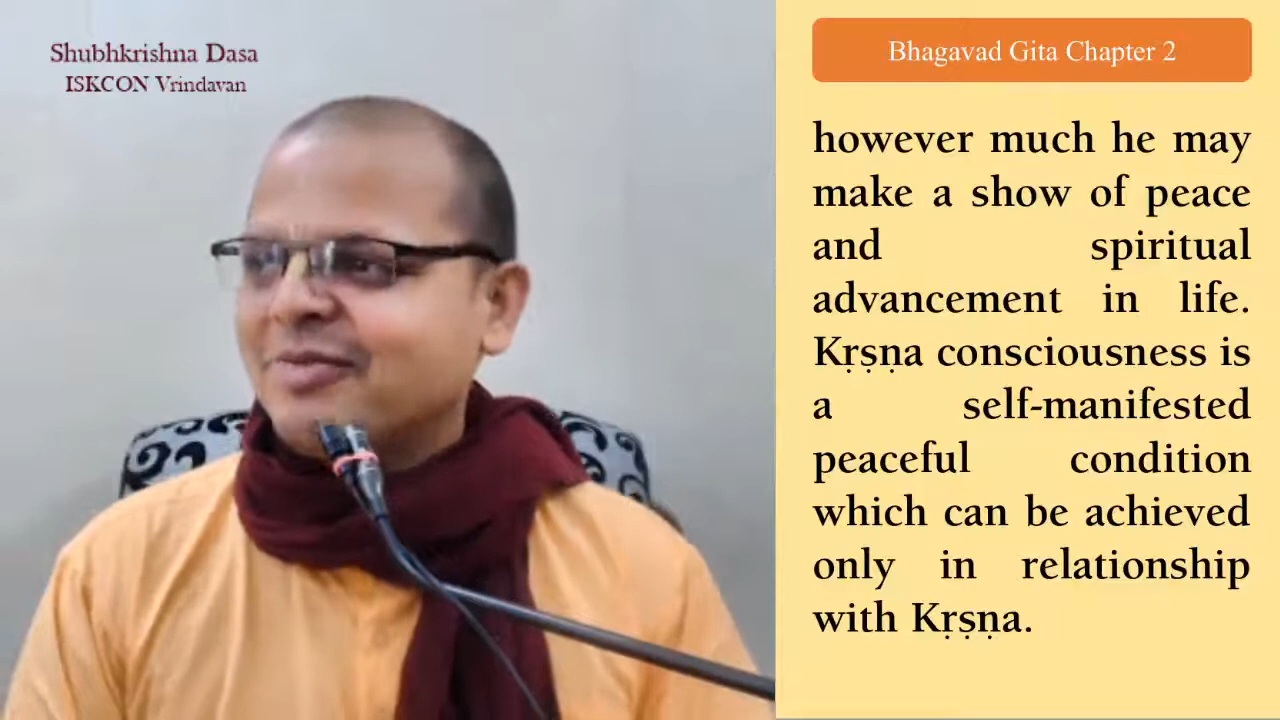 Shubhkrishna Dasa
ISKCON Vrindavan
Bhagavad Gita Chapter 2
however much he may
make a show of peace
and spiritual
advancement in life.
Kṛṣṇa consciousness is
a self-manifested
peaceful condition
which can be achieved
only in relationship
with Kṛṣṇa.